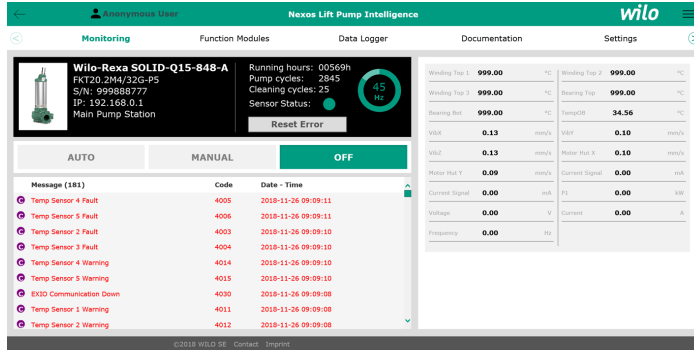 Anonymous User
Nexos Lift Pump Intelligence
wilo
Monitoring
Function Modules
Data Logger
Documentation
Settings
Wilo-Rexa SOLID-Q15-848-A
FKT20.2M4/32G-P5
S/N: 999888777
IP: 192.168.0.1
Main Pump Station
Running hours: 00569h
Pump cycles: 2845
Cleaning cycles: 25
Sensor Status:
Reset Error
45
Hz
AUTO
MANUAL
OFF
Message (181) Code Date - Time
C Temp Sensor 4 Fault 4005 2018-11-26 09:09:11
C Temp Sensor 5 Fault 4006 2018-11-26 09:09:11
C Temp Sensor 2 Fault 4003 2018-11-26 09:09:10
C Temp Sensor 3 Fault 4004 2018-11-26 09:09:10
C Temp Sensor 4 Warning 4014 2018-11-26 09:09:10
C Temp Sensor 5 Warning 4015 2018-11-26 09:09:10
C EXIO Communication Down 4030 2018-11-26 09:09:08
C Temp Sensor 1 Warning 4011 2018-11-26 09:09:08
C Temp Sensor 2 Warning 4012 2018-11-26 09:09:08
Winding Top 1 999.00 °C Winding Top 2 999.00 °C
Winding Top 3 999.00 °C Bearing Top 999.00 °C
Bearing Bot 999.00 °C TempOB 34.56 °C
VibX 0.13 mm/s VibY 0.10 mm/s
VibZ 0.13 mm/s Motor Hut X 0.10 mm/s
Motor Hut Y 0.09 mm/s Current Signal 0.00 mA
Current Signal 0.00 mA P1 0.00 kW
Voltage 0.00 V Current 0.00 A
Frequency 0.00 Hz
©2018 WILO SE Contact Imprint